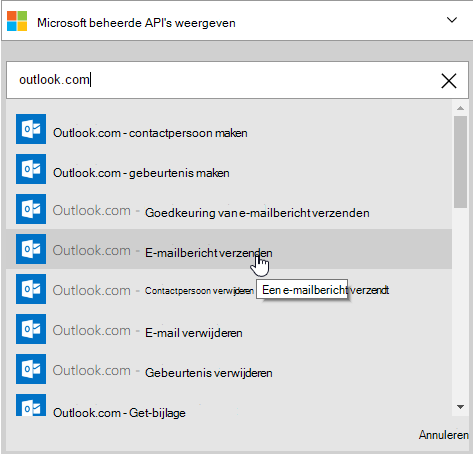 Microsoft beheerde API's weergeven
outlook.com
Outlook.com - contactpersoon maken
Outlook.com - gebeurtenis maken
Outlook.com - Goedkeuring van e-mailbericht verzenden
Outlook.com - E-mailbericht verzenden
Outlook.com - Contactpersoon verwijderen
Een e-mailbericht verzendt
Outlook.com - E-mail verwijderen
Outlook.com - Gebeurtenis verwijderen
Outlook.com - Get-bijlage
Annuleren